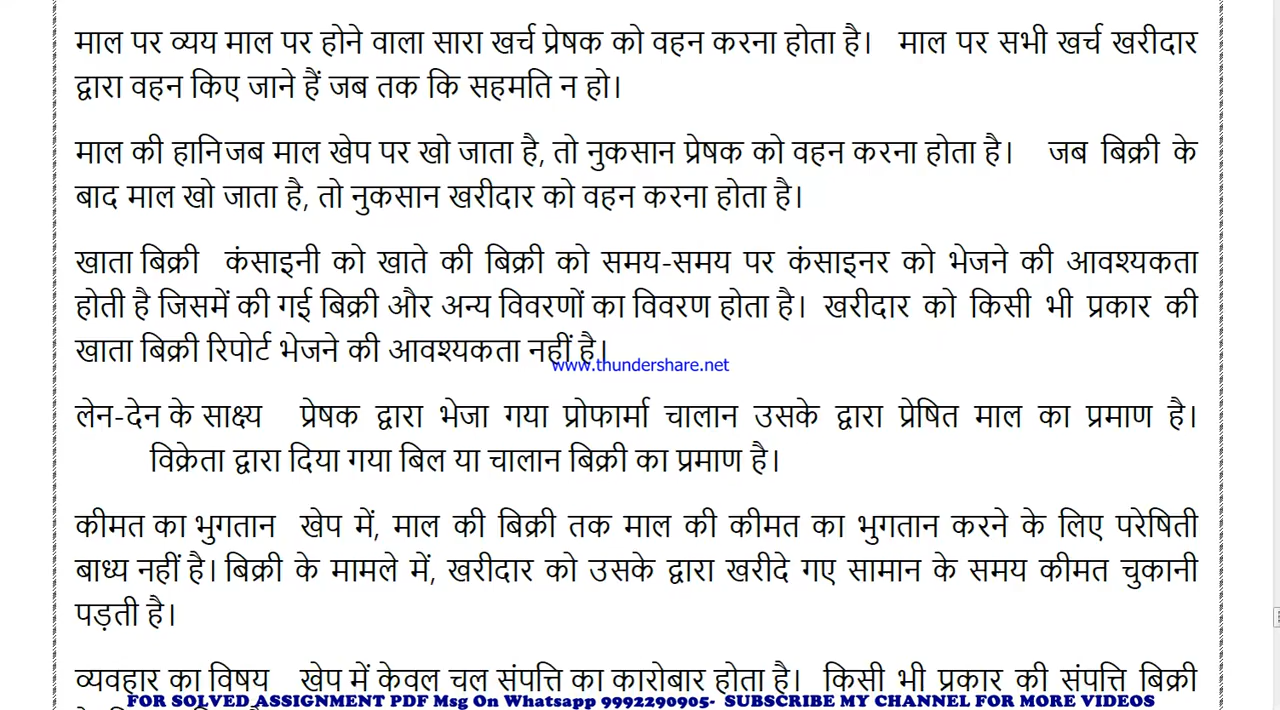 माल पर व्यय माल पर होने वाला सारा खर्च प्रेषक को वहन करना होता है। माल पर सभी खर्च खरीदार
द्वारा वहन किए जाने हैं जब तक कि सहमति न हो।
माल की हानिजब माल खेप पर खो जाता है, तो नुकसान प्रेषक को वहन करना होता है। जब बिक्री के
बाद माल खो जाता है, तो नुकसान खरीदार को वहन करना होता है।
खाता बिक्री कंसाइनी को खाते की बिक्री को समय-समय पर कंसाइनर को भेजने की आवश्यकता
होती है जिसमें की गई बिक्री और अन्य विवरणों का विवरण होता है। खरीदार को किसी भी प्रकार की
खाता बिक्री रिपोर्ट भेजने की आवश्यकता नहीं है।
www.thundershare.net
लेन-देन के साक्ष्य प्रेषक द्वारा भेजा गया प्रोफार्मा चालान उसके द्वारा प्रेषित माल का प्रमाण है।
विक्रेता द्वारा दिया गया बिल या चालान बिक्री का प्रमाण है।
कीमत का भुगतान खेप में, माल की बिक्री तक माल की कीमत का भुगतान करने के लिए परेषिती
बाध्य नहीं है। बिक्री के मामले में, खरीदार को उसके द्वारा खरीदे गए सामान के समय कीमत चुकानी
पड़ती है।
व्यवहार का विषय खेप में केवल चल संपत्ति का कारोबार होता है। किसी भी प्रकार की संपत्ति बिक्री
FOR SOLVED ASSIGNMENT PDF Msg On Whatsapp 9992290905- SUBSCRIBE MY CHANNEL FOR MORE VIDEOS